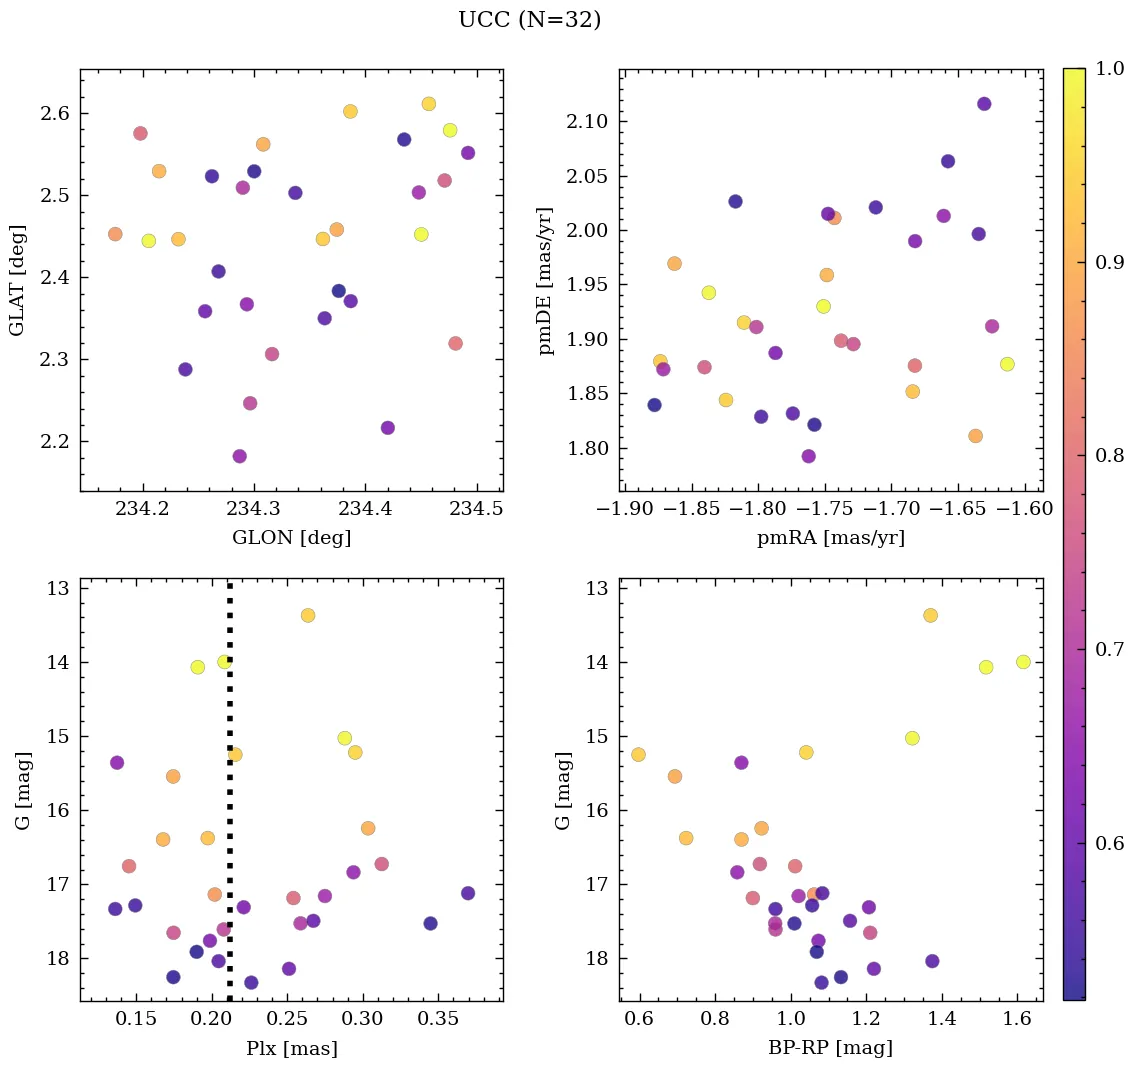 UCC (N=32)
2.6
2.5
2.4
2.3
2.2
GLAT [deg]
234.2 234.3 234.4 234.5
GLON [deg]
2.10
2.05
2.00
1.95
1.90
1.85
1.80
pmDE [mas/yr]
−1.90 −1.85 −1.80 −1.75 −1.70 −1.65 −1.60
pmRA [mas/yr]
13
14
15
16
17
18
G [mag]
0.15 0.20 0.25 0.30 0.35
Plx [mas]
13
14
15
16
17
18
G [mag]
0.6 0.8 1.0 1.2 1.4 1.6
BP-RP [mag]
1.0
0.9
0.8
0.7
0.6